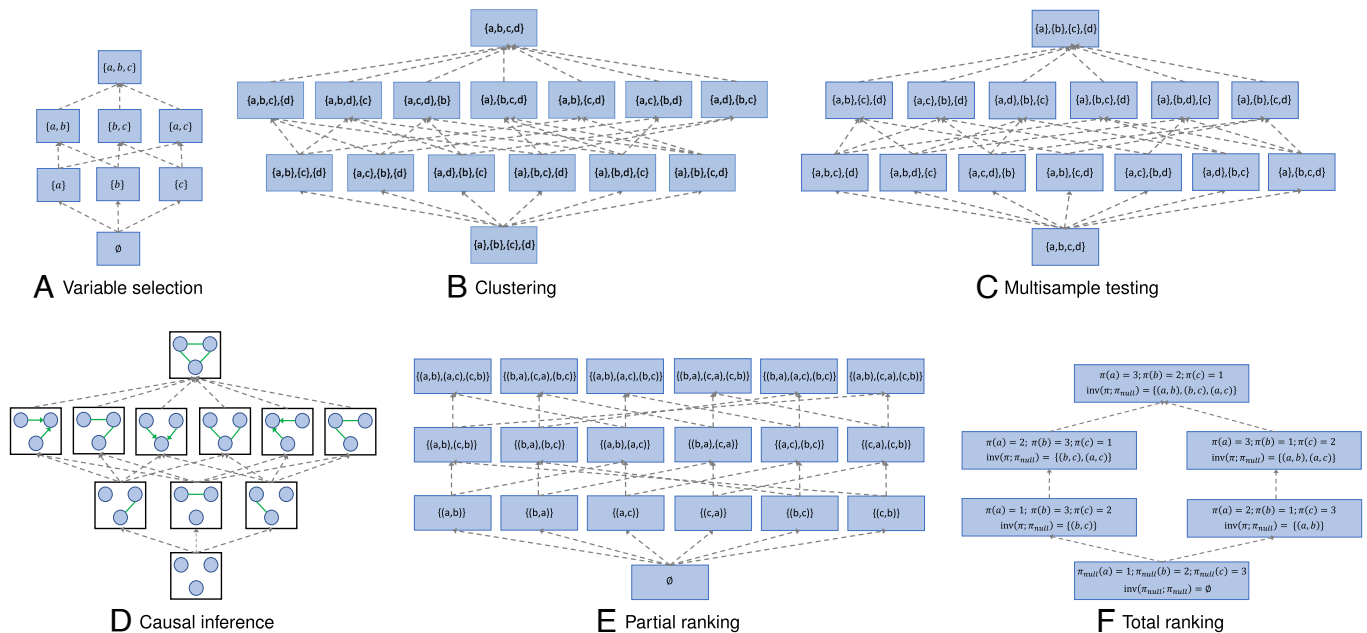 {a, b, c}
{a, b}
{b, c}
{a, c}
{a}
{b}
{c}
∅
A Variable selection
{a,b,c,d}
{a,b,c},{d}
{a,b,d},{c}
{a,c,d},{b}
{a},{b,c,d}
{a,b},{c,d}
{a,c},{b,d}
{a,d},{b,c}
{a,b},{c},{d}
{a,c},{b},{d}
{a,d},{b},{c}
{a},{b,c},{d}
{a},{b,d},{c}
{a},{b},{c,d}
{a},{b},{c},{d}
B Clustering
{a},{b},{c},{d}
{a,b},{c},{d}
{a,c},{b},{d}
{a,d},{b},{c}
{a},{b,c},{d}
{a},{b,d},{c}
{a},{b},{c,d}
{a,b,c},{d}
{a,b,d},{c}
{a,c,d},{b}
{a,b},{c,d}
{a,c},{b,d}
{a,d},{b,c}
{a},{b,c,d}
{a,b,c,d}
C Multisample testing
D Causal inference
{(a,b),(a,c),(c,b)}
{(b,a),(c,a),(b,c)}
{(a,b),(a,c),(b,c)}
{(b,a),(c,a),(c,b)}
{(b,a),(a,c),(b,c)}
{(a,b),(c,a),(c,b)}
{(a,b),(c,b)}
{(b,a),(b,c)}
{(a,b),(a,c)}
{(b,a),(c,a)}
{(a,c),(b,c)}
{(c,a),(c,b)}
{(a,b)}
{(b,a)}
{(a,c)}
{(c,a)}
{(b,c)}
{(c,b)}
∅
E Partial ranking
π(a) = 3; π(b) = 2; π(c) = 1
inv(π; π_null) = {(a, b), (b, c), (a, c)}
π(a) = 2; π(b) = 3; π(c) = 1
inv(π; π_null) = {(b, c), (a, c)}
π(a) = 3; π(b) = 1; π(c) = 2
inv(π; π_null) = {(a, b), (a, c)}
π(a) = 1; π(b) = 3; π(c) = 2
inv(π; π_null) = {(b, c)}
π(a) = 2; π(b) = 1; π(c) = 3
inv(π; π_null) = {(a, b)}
π_null(a) = 1; π_null(b) = 2; π_null(c) = 3
inv(π_null; π_null) = ∅
F Total ranking